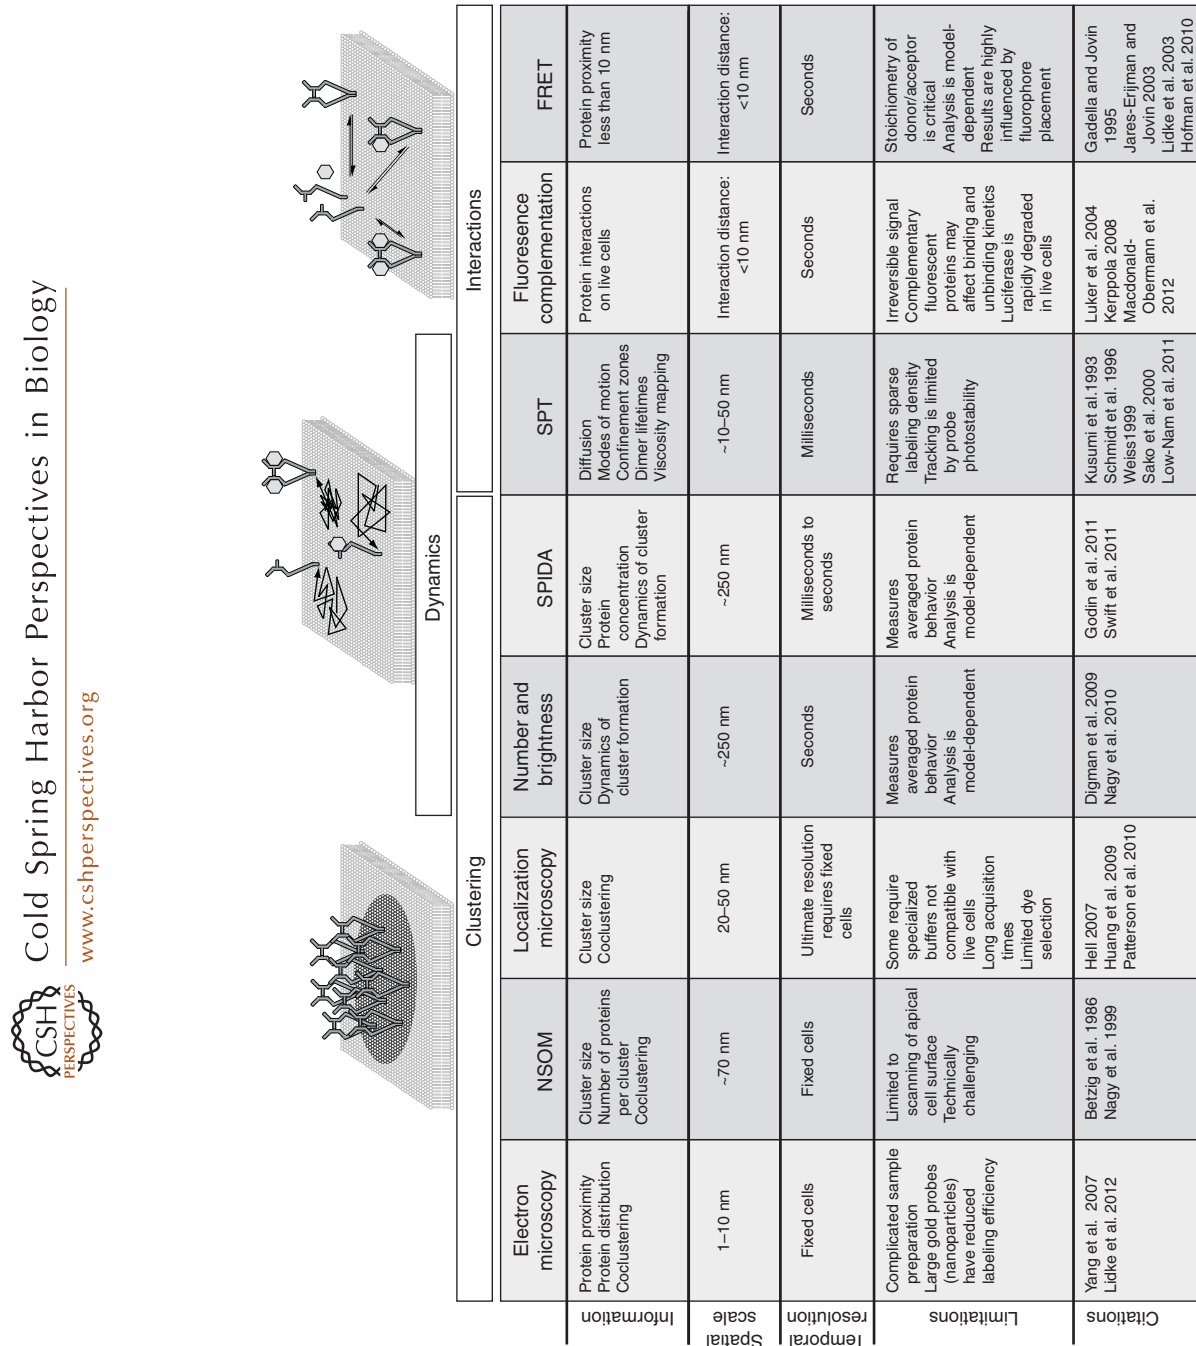 CSH
PERSPECTIVES
Cold Spring Harbor Perspectives in Biology
www.cshperspectives.org
Clustering
Dynamics
Interactions
Electron
microscopy
NSOM
Localization
microscopy
Number and
brightness
SPIDA
SPT
Fluoresence
complementation
FRET
Information
Protein proximity
Protein distribution
Coclustering
Cluster size
Number of proteins
per cluster
Coclustering
Cluster size
Coclustering
Cluster size
Dynamics of
cluster formation
Cluster size
Protein
concentration
Dynamics of cluster
formation
Diffusion
Modes of motion
Confinement zones
Dimer lifetimes
Viscosity mapping
Protein interactions
on live cells
Protein proximity
less than 10 nm
Spatial
scale
1–10 nm
~70 nm
20–50 nm
~250 nm
~250 nm
~10–50 nm
Interaction distance:
<10 nm
Interaction distance:
<10 nm
Temporal
resolution
Fixed cells
Fixed cells
Ultimate resolution
requires fixed
cells
Seconds
Milliseconds to
seconds
Milliseconds
Seconds
Seconds
Limitations
Complicated sample
preparation
Large gold probes
(nanoparticles)
have reduced
labeling efficiency
Limited to
scanning of apical
cell surface
Technically
challenging
Some require
specialized
buffers not
compatible with
live cells
Long acquisition
times
Limited dye
selection
Measures
averaged protein
behavior
Analysis is
model-dependent
Measures
averaged protein
behavior
Analysis is
model-dependent
Requires sparse
labeling density
Tracking is limited
by probe
photostability
Irreversible signal
Complementary
fluorescent
proteins may
affect binding and
unbinding kinetics
Luciferase is
rapidly degraded
in live cells
Stoichiometry of
donor/acceptor
is critical
Analysis is model-
dependent
Results are highly
influenced by
fluorophore
placement
Citations
Yang et al. 2007
Lidke et al. 2012
Betzig et al. 1986
Nagy et al. 1999
Hell 2007
Huang et al. 2009
Patterson et al. 2010
Digman et al. 2009
Nagy et al. 2010
Godin et al. 2011
Swift et al. 2011
Kusumi et al.1993
Schmidt et al. 1996
Weiss1999
Sako et al. 2000
Low-Nam et al. 2011
Luker et al. 2004
Kerppola 2008
Macdonald-
Obermann et al.
2012
Gadella and Jovin
1995
Jares-Erijman and
Jovin 2003
Lidke et al. 2003
Hofman et al. 2010